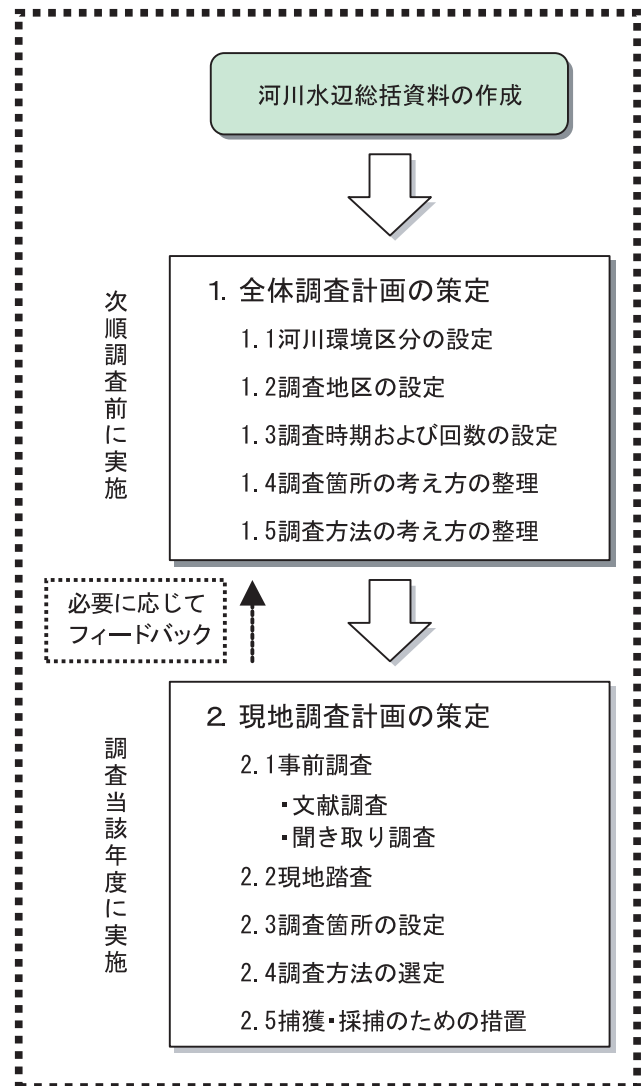 河川水辺総括資料の作成
次順調査前に実施
1. 全体調査計画の策定
1.1河川環境区分の設定
1.2調査地区の設定
1.3調査時期および回数の設定
1.4調査箇所の考え方の整理
1.5調査方法の考え方の整理
必要に応じて
フィードバック
調査当該年度に実施
2. 現地調査計画の策定
2.1事前調査
・文献調査
・聞き取り調査
2.2現地踏査
2.3調査箇所の設定
2.4調査方法の選定
2.5捕獲・採捕のための措置